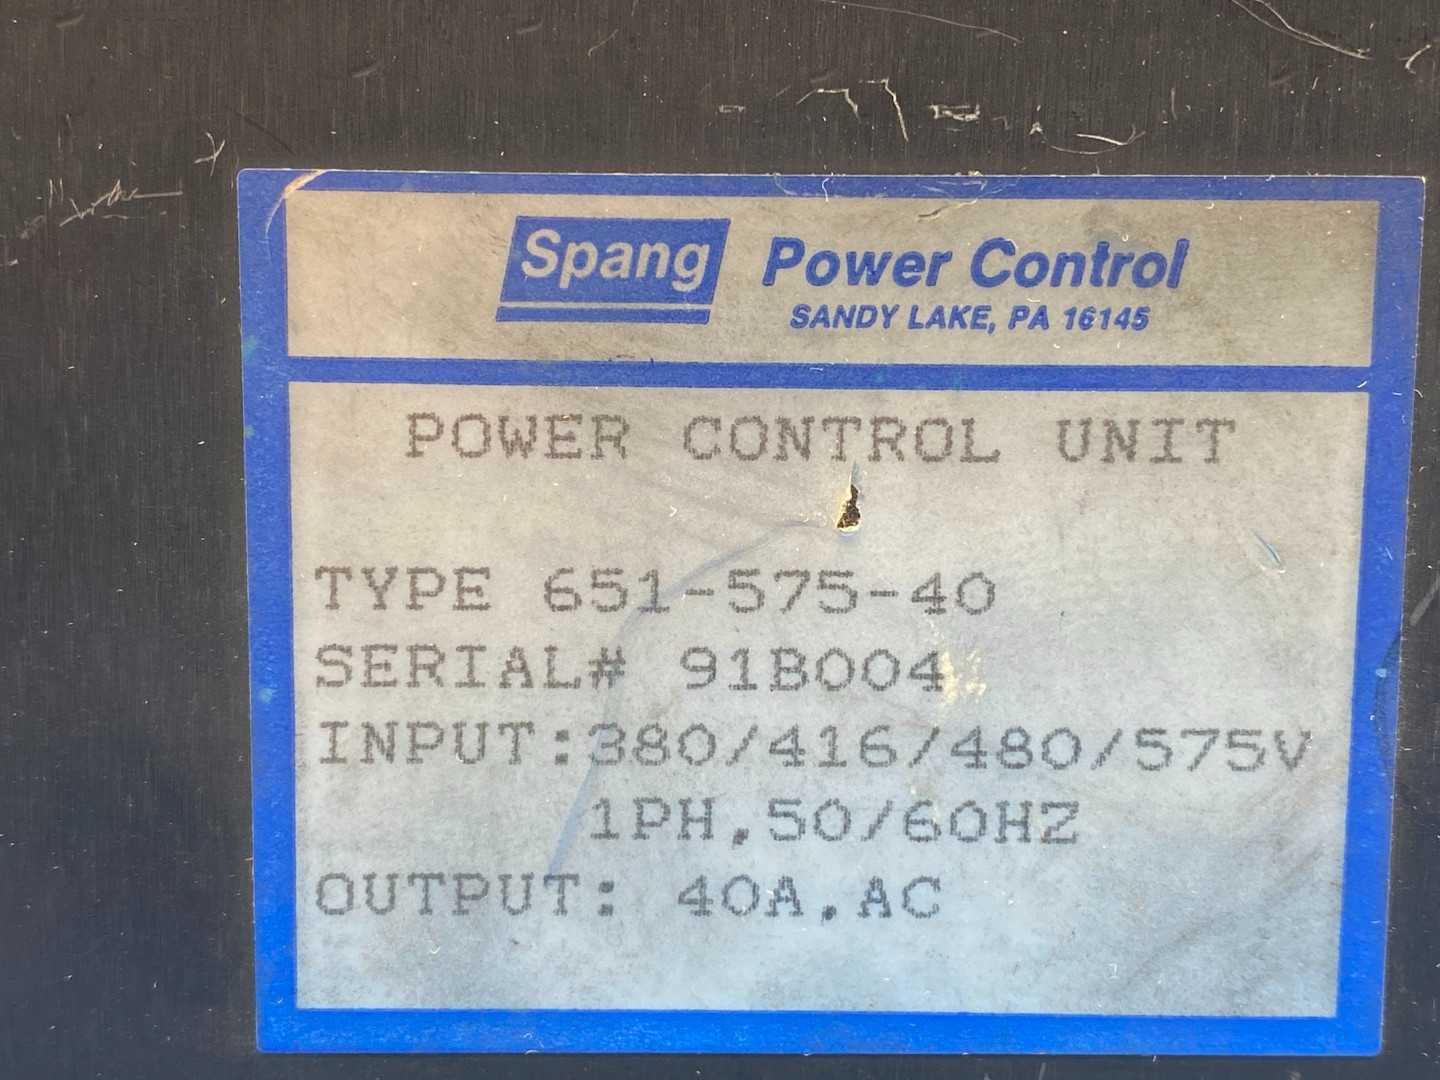 Spang Power Control
SANDY LAKE, PA 16145
POWER CONTROL UNIT
TYPE 651-575-40
SERIAL# 91B004
INPUT:380/416/480/575V
1PH,50/60HZ
OUTPUT: 40A,AC